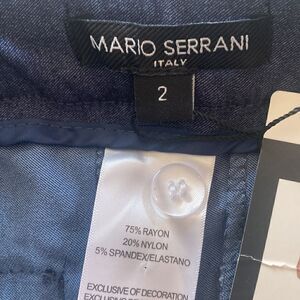 MARIO SERRANI
ITALY
2
75% RAYON
20% NYLON
5% SPANDEX/ELASTANO
EXCLUSIVE OF DECORATION